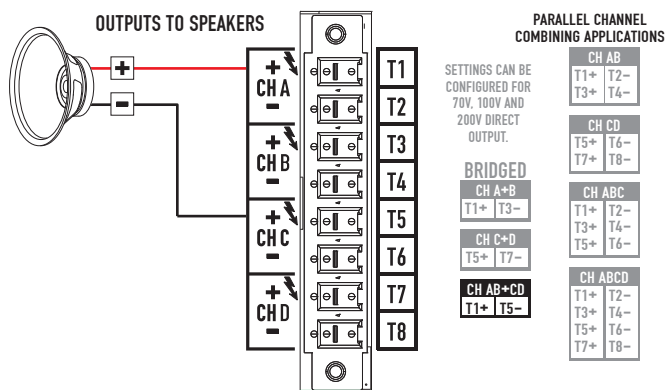 OUTPUTS TO SPEAKERS
+
-
+
CH A
-
+
CH B
-
+
CH C
-
+
CH D
-
T1
T2
T3
T4
T5
T6
T7
T8
SETTINGS CAN BE
CONFIGURED FOR
70V, 100V AND
200V DIRECT
OUTPUT.
BRIDGED
CH A+B
T1+ T3-
CH C+D
T5+ T7-
CH AB+CD
T1+ T5-
PARALLEL CHANNEL
COMBINING APPLICATIONS
CH AB
T1+ T2-
T3+ T4-
CH CD
T5+ T6-
T7+ T8-
CH ABC
T1+ T2-
T3+ T4-
T5+ T6-
CH ABCD
T1+ T2-
T3+ T4-
T5+ T6-
T7+ T8-